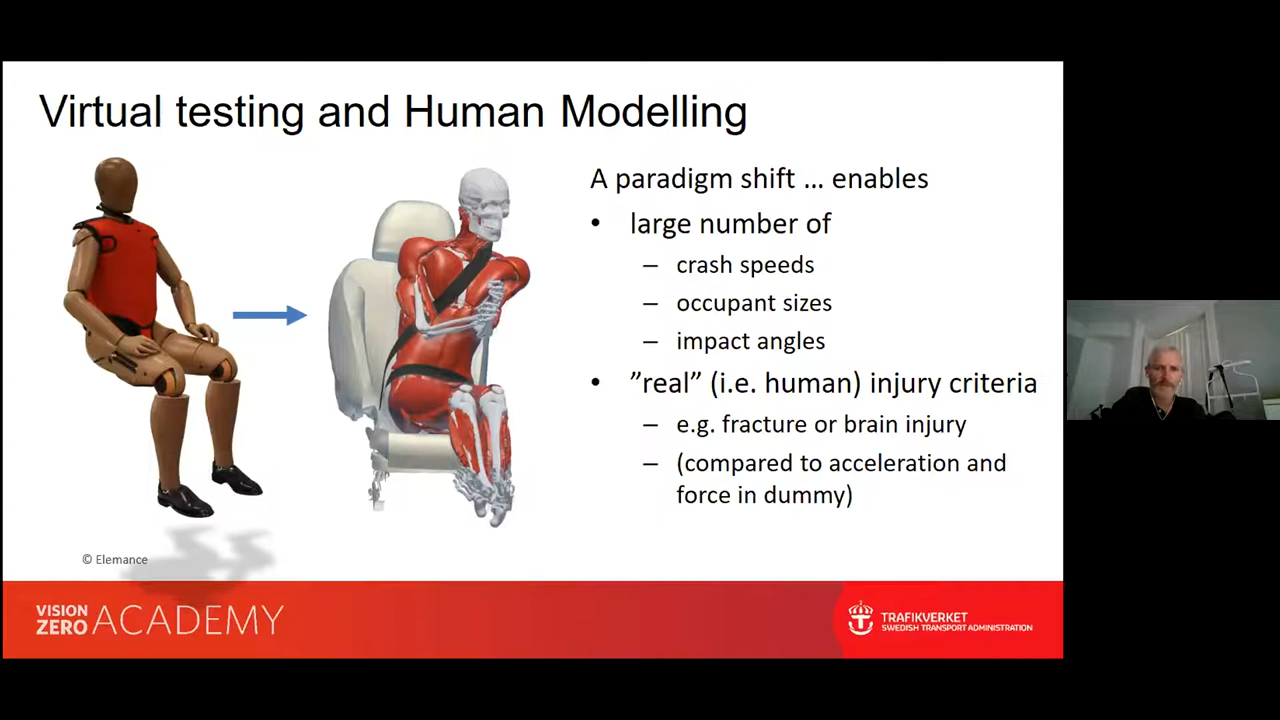 Virtual testing and Human Modelling
A paradigm shift ... enables
• large number of
– crash speeds
– occupant sizes
– impact angles
• ”real” (i.e. human) injury criteria
– e.g. fracture or brain injury
– (compared to acceleration and
force in dummy)
© Elemance
VISION
ZERO ACADEMY
TRAFIKVERKET
SWEDISH TRANSPORT ADMINISTRATION